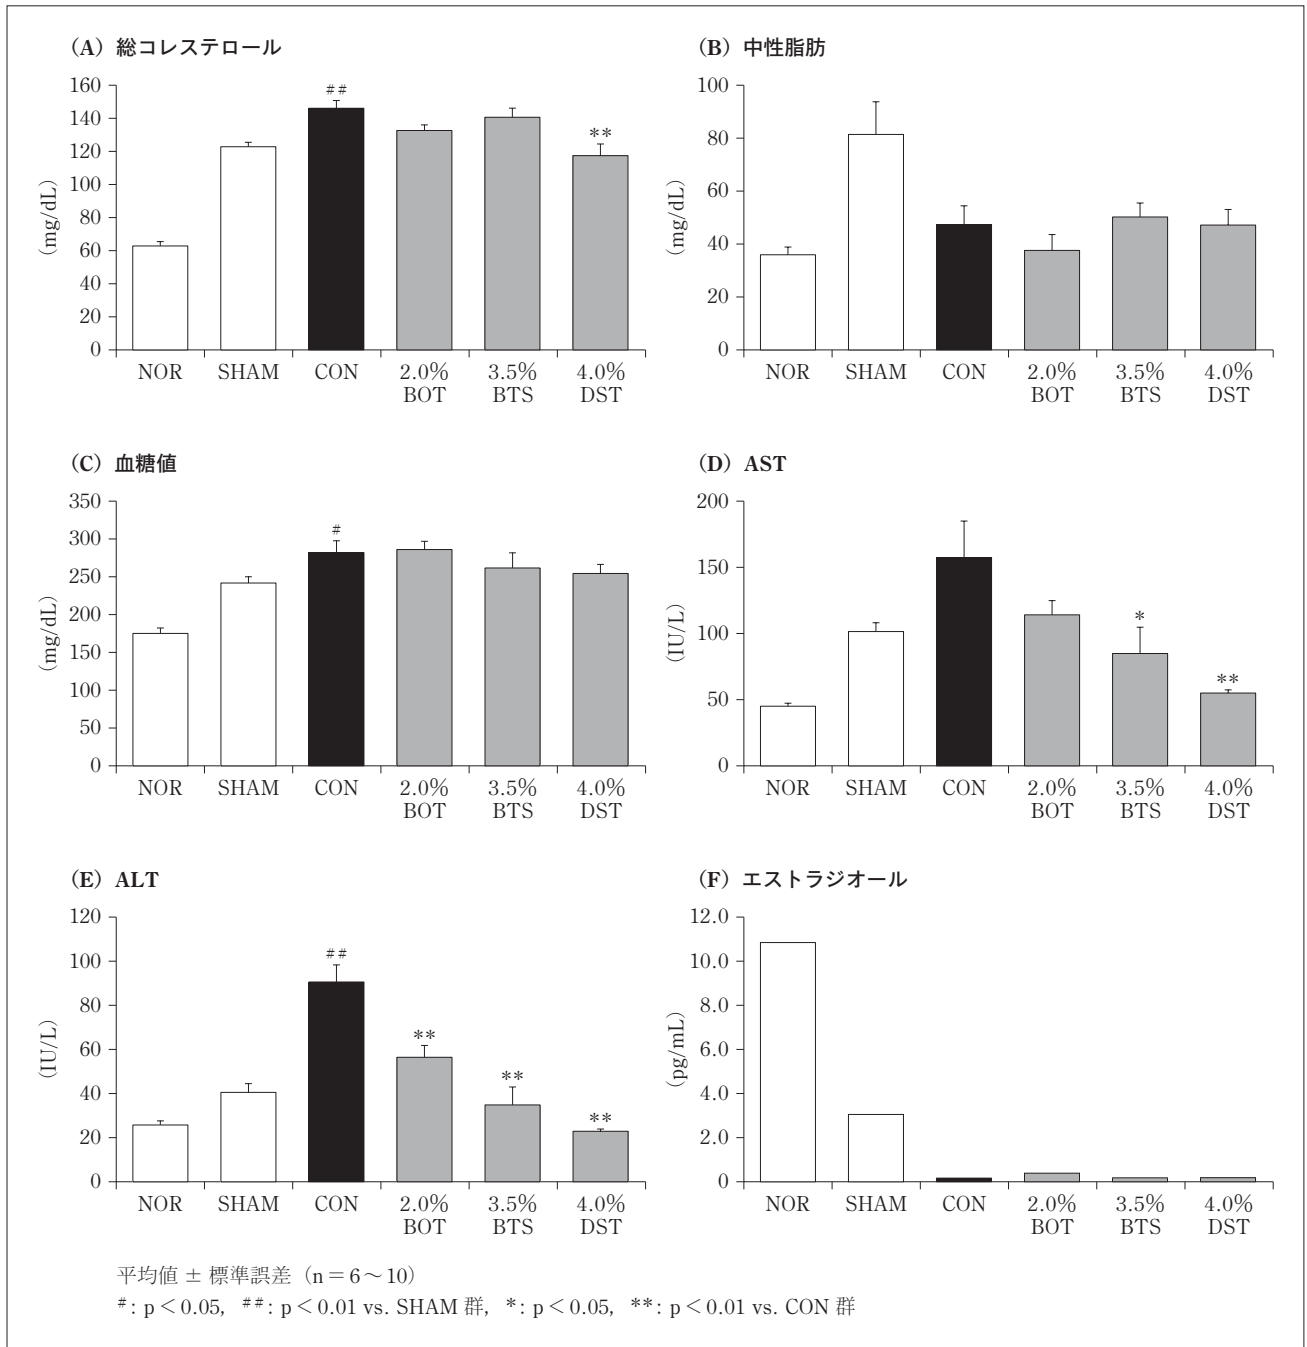 (A) 総コレステロール
160
140
120
100
80
60
40
20
0
(mg/dL)
##
**
NOR SHAM CON 2.0% 3.5% 4.0%
BOT BTS DST
(B) 中性脂肪
100
80
60
40
20
0
(mg/dL)
NOR SHAM CON 2.0% 3.5% 4.0%
BOT BTS DST
(C) 血糖値
350
300
250
200
150
100
50
0
(mg/dL)
#
NOR SHAM CON 2.0% 3.5% 4.0%
BOT BTS DST
(D) AST
200
150
100
50
0
(IU/L)
*
**
NOR SHAM CON 2.0% 3.5% 4.0%
BOT BTS DST
(E) ALT
120
100
80
60
40
20
0
(IU/L)
##
**
**
**
NOR SHAM CON 2.0% 3.5% 4.0%
BOT BTS DST
(F) エストラジオール
12.0
10.0
8.0
6.0
4.0
2.0
0
(pg/mL)
NOR SHAM CON 2.0% 3.5% 4.0%
BOT BTS DST
平均値 ± 標準誤差（n = 6～10）
#: p < 0.05, ##: p < 0.01 vs. SHAM 群, *: p < 0.05, **: p < 0.01 vs. CON 群